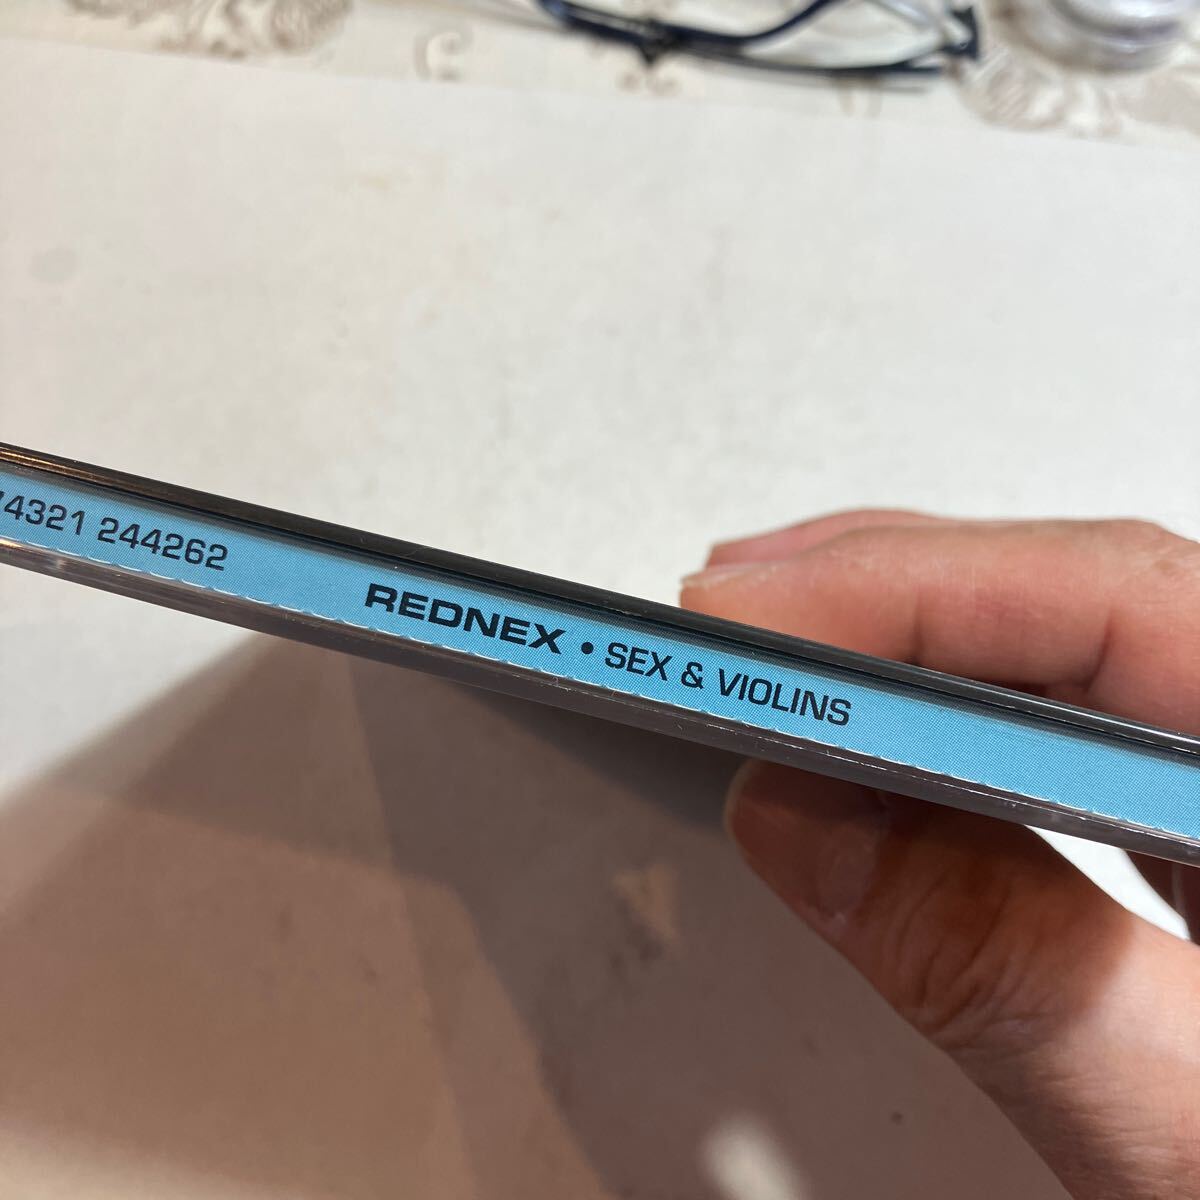 74321 244262 REDNEX • SEX & VIOLINS